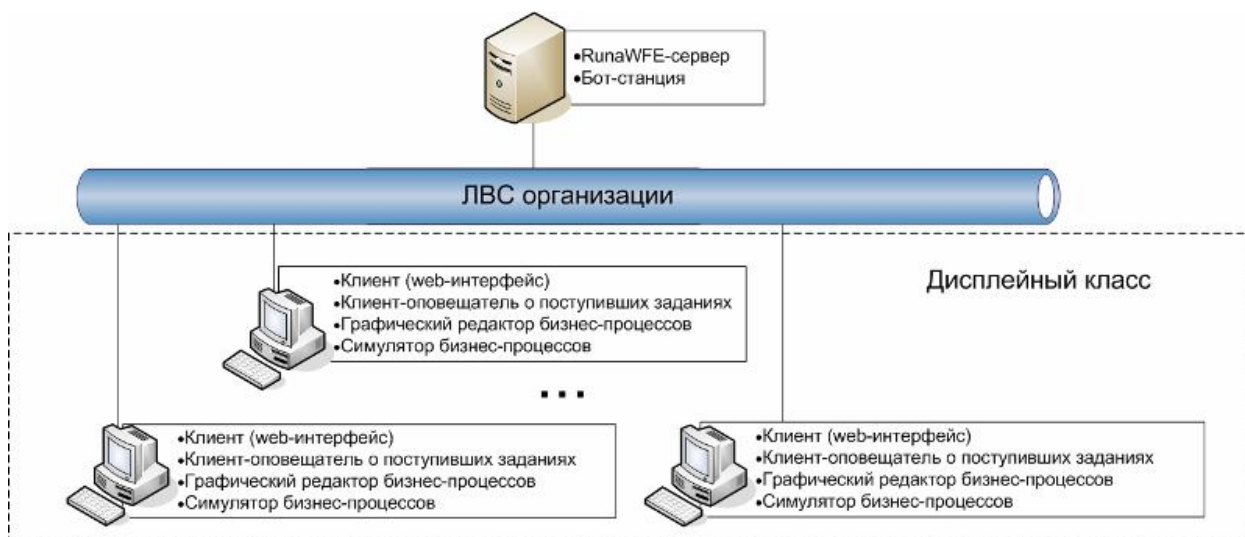 •RunaWFE-сервер
•Бот-станция
ЛВС организации
Дисплейный класс
•Клиент (web-интерфейс)
•Клиент-оповещатель о поступивших заданиях
•Графический редактор бизнес-процессов
•Симулятор бизнес-процессов
...
•Клиент (web-интерфейс)
•Клиент-оповещатель о поступивших заданиях
•Графический редактор бизнес-процессов
•Симулятор бизнес-процессов
•Клиент (web-интерфейс)
•Клиент-оповещатель о поступивших заданиях
•Графический редактор бизнес-процессов
•Симулятор бизнес-процессов